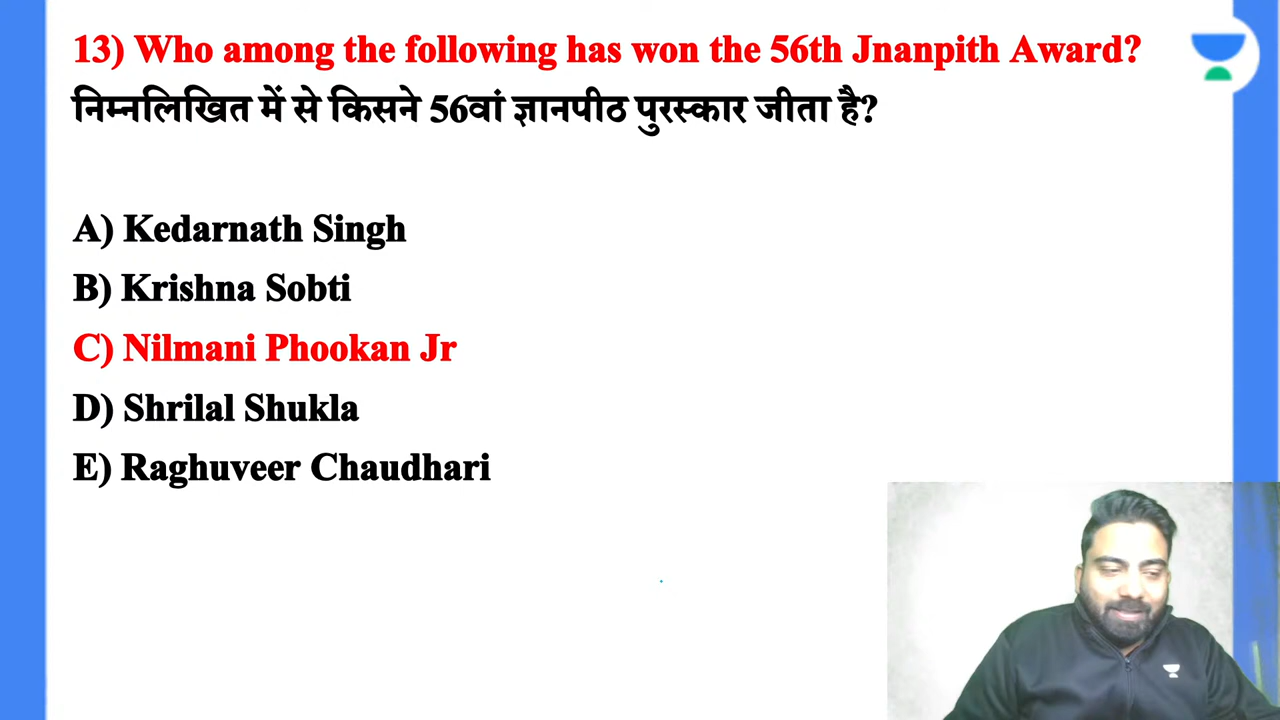 13) Who among the following has won the 56th Jnanpith Award?
निम्नलिखित में से किसने 56वां ज्ञानपीठ पुरस्कार जीता है?
A) Kedarnath Singh
B) Krishna Sobti
C) Nilmani Phookan Jr
D) Shrilal Shukla
E) Raghuveer Chaudhari